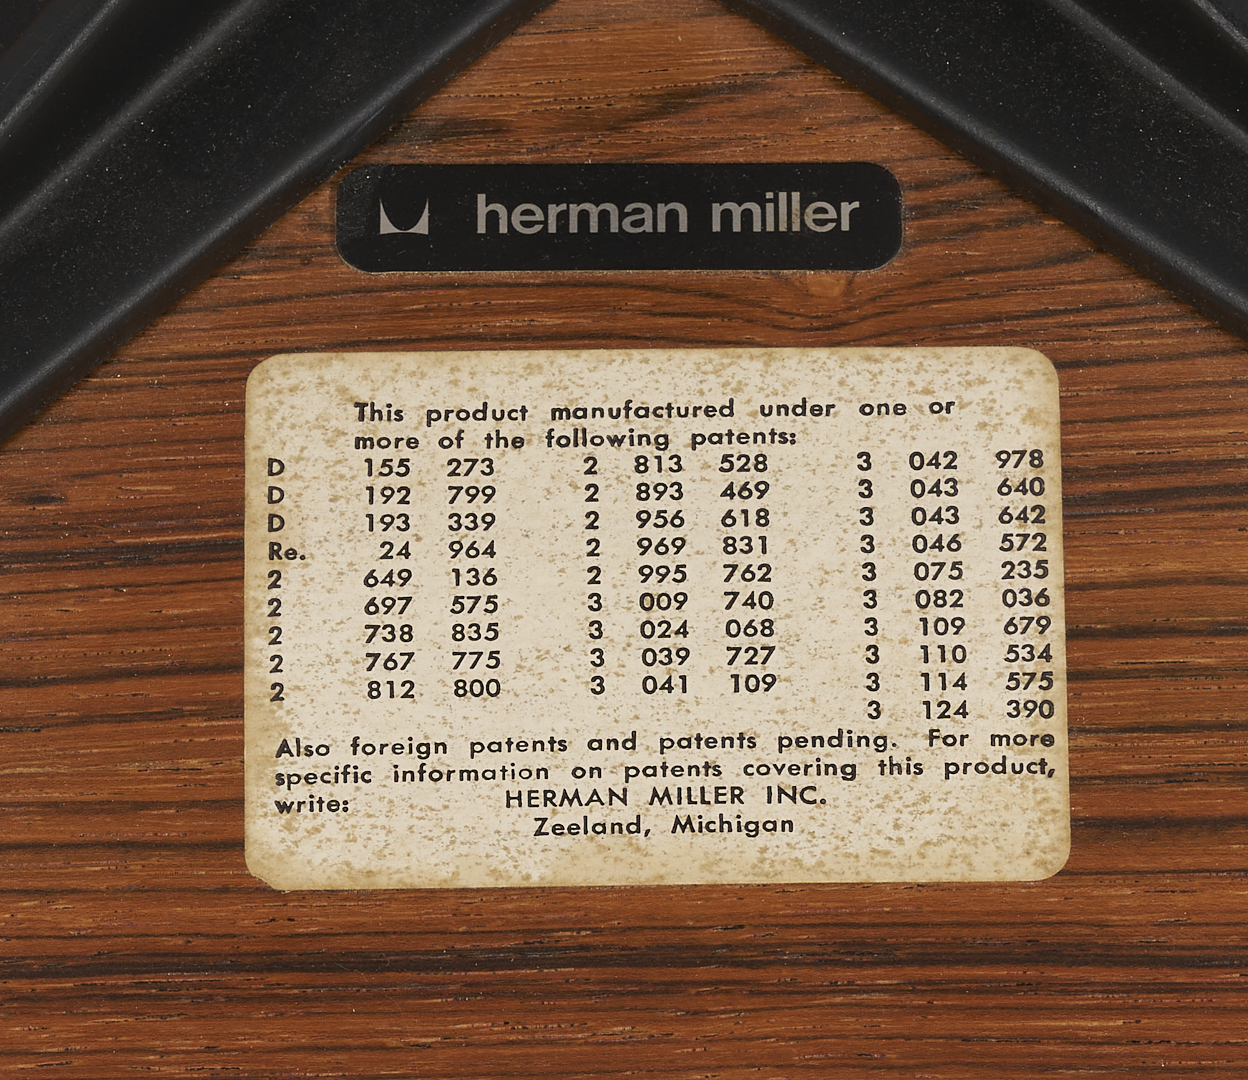 herman miller
This product manufactured under one or
more of the following patents:
D 155 273 2 813 528 3 042 978
D 192 799 2 893 469 3 043 640
D 193 339 2 956 618 3 043 642
Re. 24 964 2 969 831 3 046 572
2 649 136 2 995 762 3 075 235
2 697 575 3 009 740 3 082 036
2 738 835 3 024 068 3 109 679
2 767 775 3 039 727 3 110 534
2 812 800 3 041 109 3 114 575
3 124 390
Also foreign patents and patents pending. For more
specific information on patents covering this product,
write: HERMAN MILLER INC.
Zeeland, Michigan